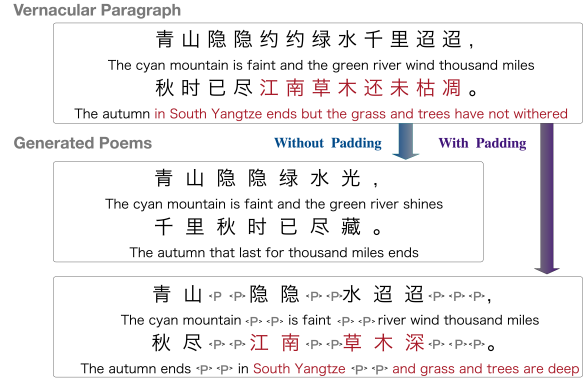 Vernacular Paragraph
青山隐隐约约绿水千里迢迢,
The cyan mountain is faint and the green river wind thousand miles
秋时已尽江南草木还未枯凋。
The autumn in South Yangtze ends but the grass and trees have not withered
Generated Poems
Without Padding
With Padding
青山隐隐绿水光,
The cyan mountain is faint and the green river shines
千里秋时已尽藏。
The autumn that last for thousand miles ends
青山<P><P>隐隐<P><P>水迢迢<P><P><P>,
The cyan mountain <P> <P> is faint <P> <P> river wind thousand miles
秋尽<P><P>江南<P><P>草木深<P><P><P>。
The autumn ends <P> <P> in South Yangtze <P> <P> and grass and trees are deep